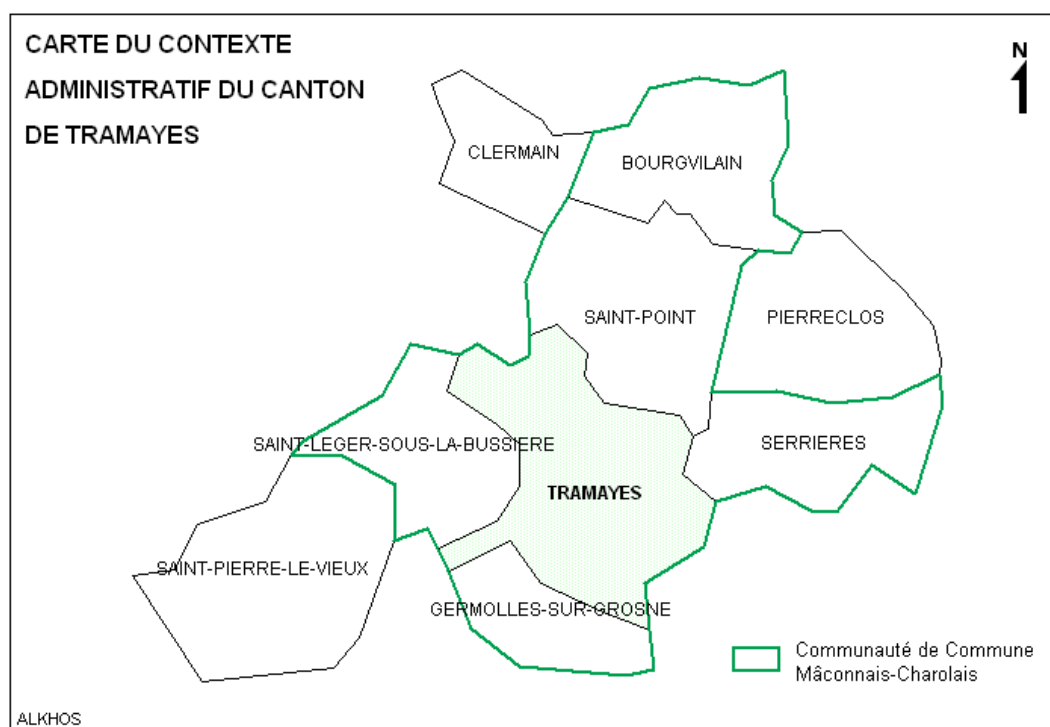 CARTE DU CONTEXTE
ADMINISTRATIF DU CANTON
DE TRAMAYES
N
CLERMAIN
BOURGVILAIN
SAINT-POINT
PIERRECLOS
SAINT-LEGER-SOUS-LA-BUSSIERE
SERRIERES
TRAMAYES
SAINT-PIERRE-LE-VIEUX
GERMOLLES-SUR-GROSNE
Communauté de Commune
Mâconnais-Charolais
ALKHOS